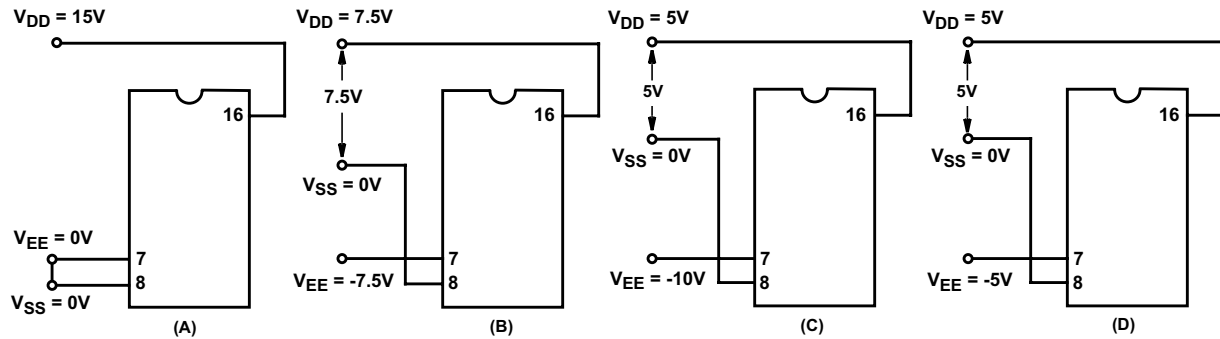 V_DD = 15V
16
V_EE = 0V
7
8
V_SS = 0V
(A)
V_DD = 7.5V
7.5V
16
V_SS = 0V
7
V_EE = -7.5V
8
(B)
V_DD = 5V
5V
16
V_SS = 0V
7
V_EE = -10V
8
(C)
V_DD = 5V
5V
16
V_SS = 0V
7
V_EE = -5V
8
(D)